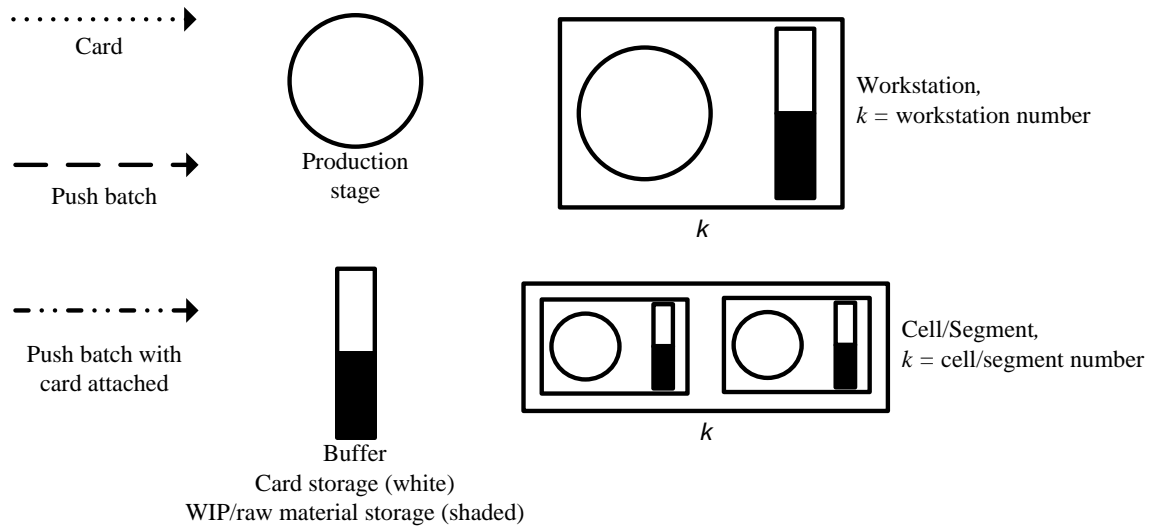 Card
Production
stage
Workstation,
k = workstation number
Push batch
k
Push batch with
card attached
Buffer
Card storage (white)
WIP/raw material storage (shaded)
Cell/Segment,
k = cell/segment number
k